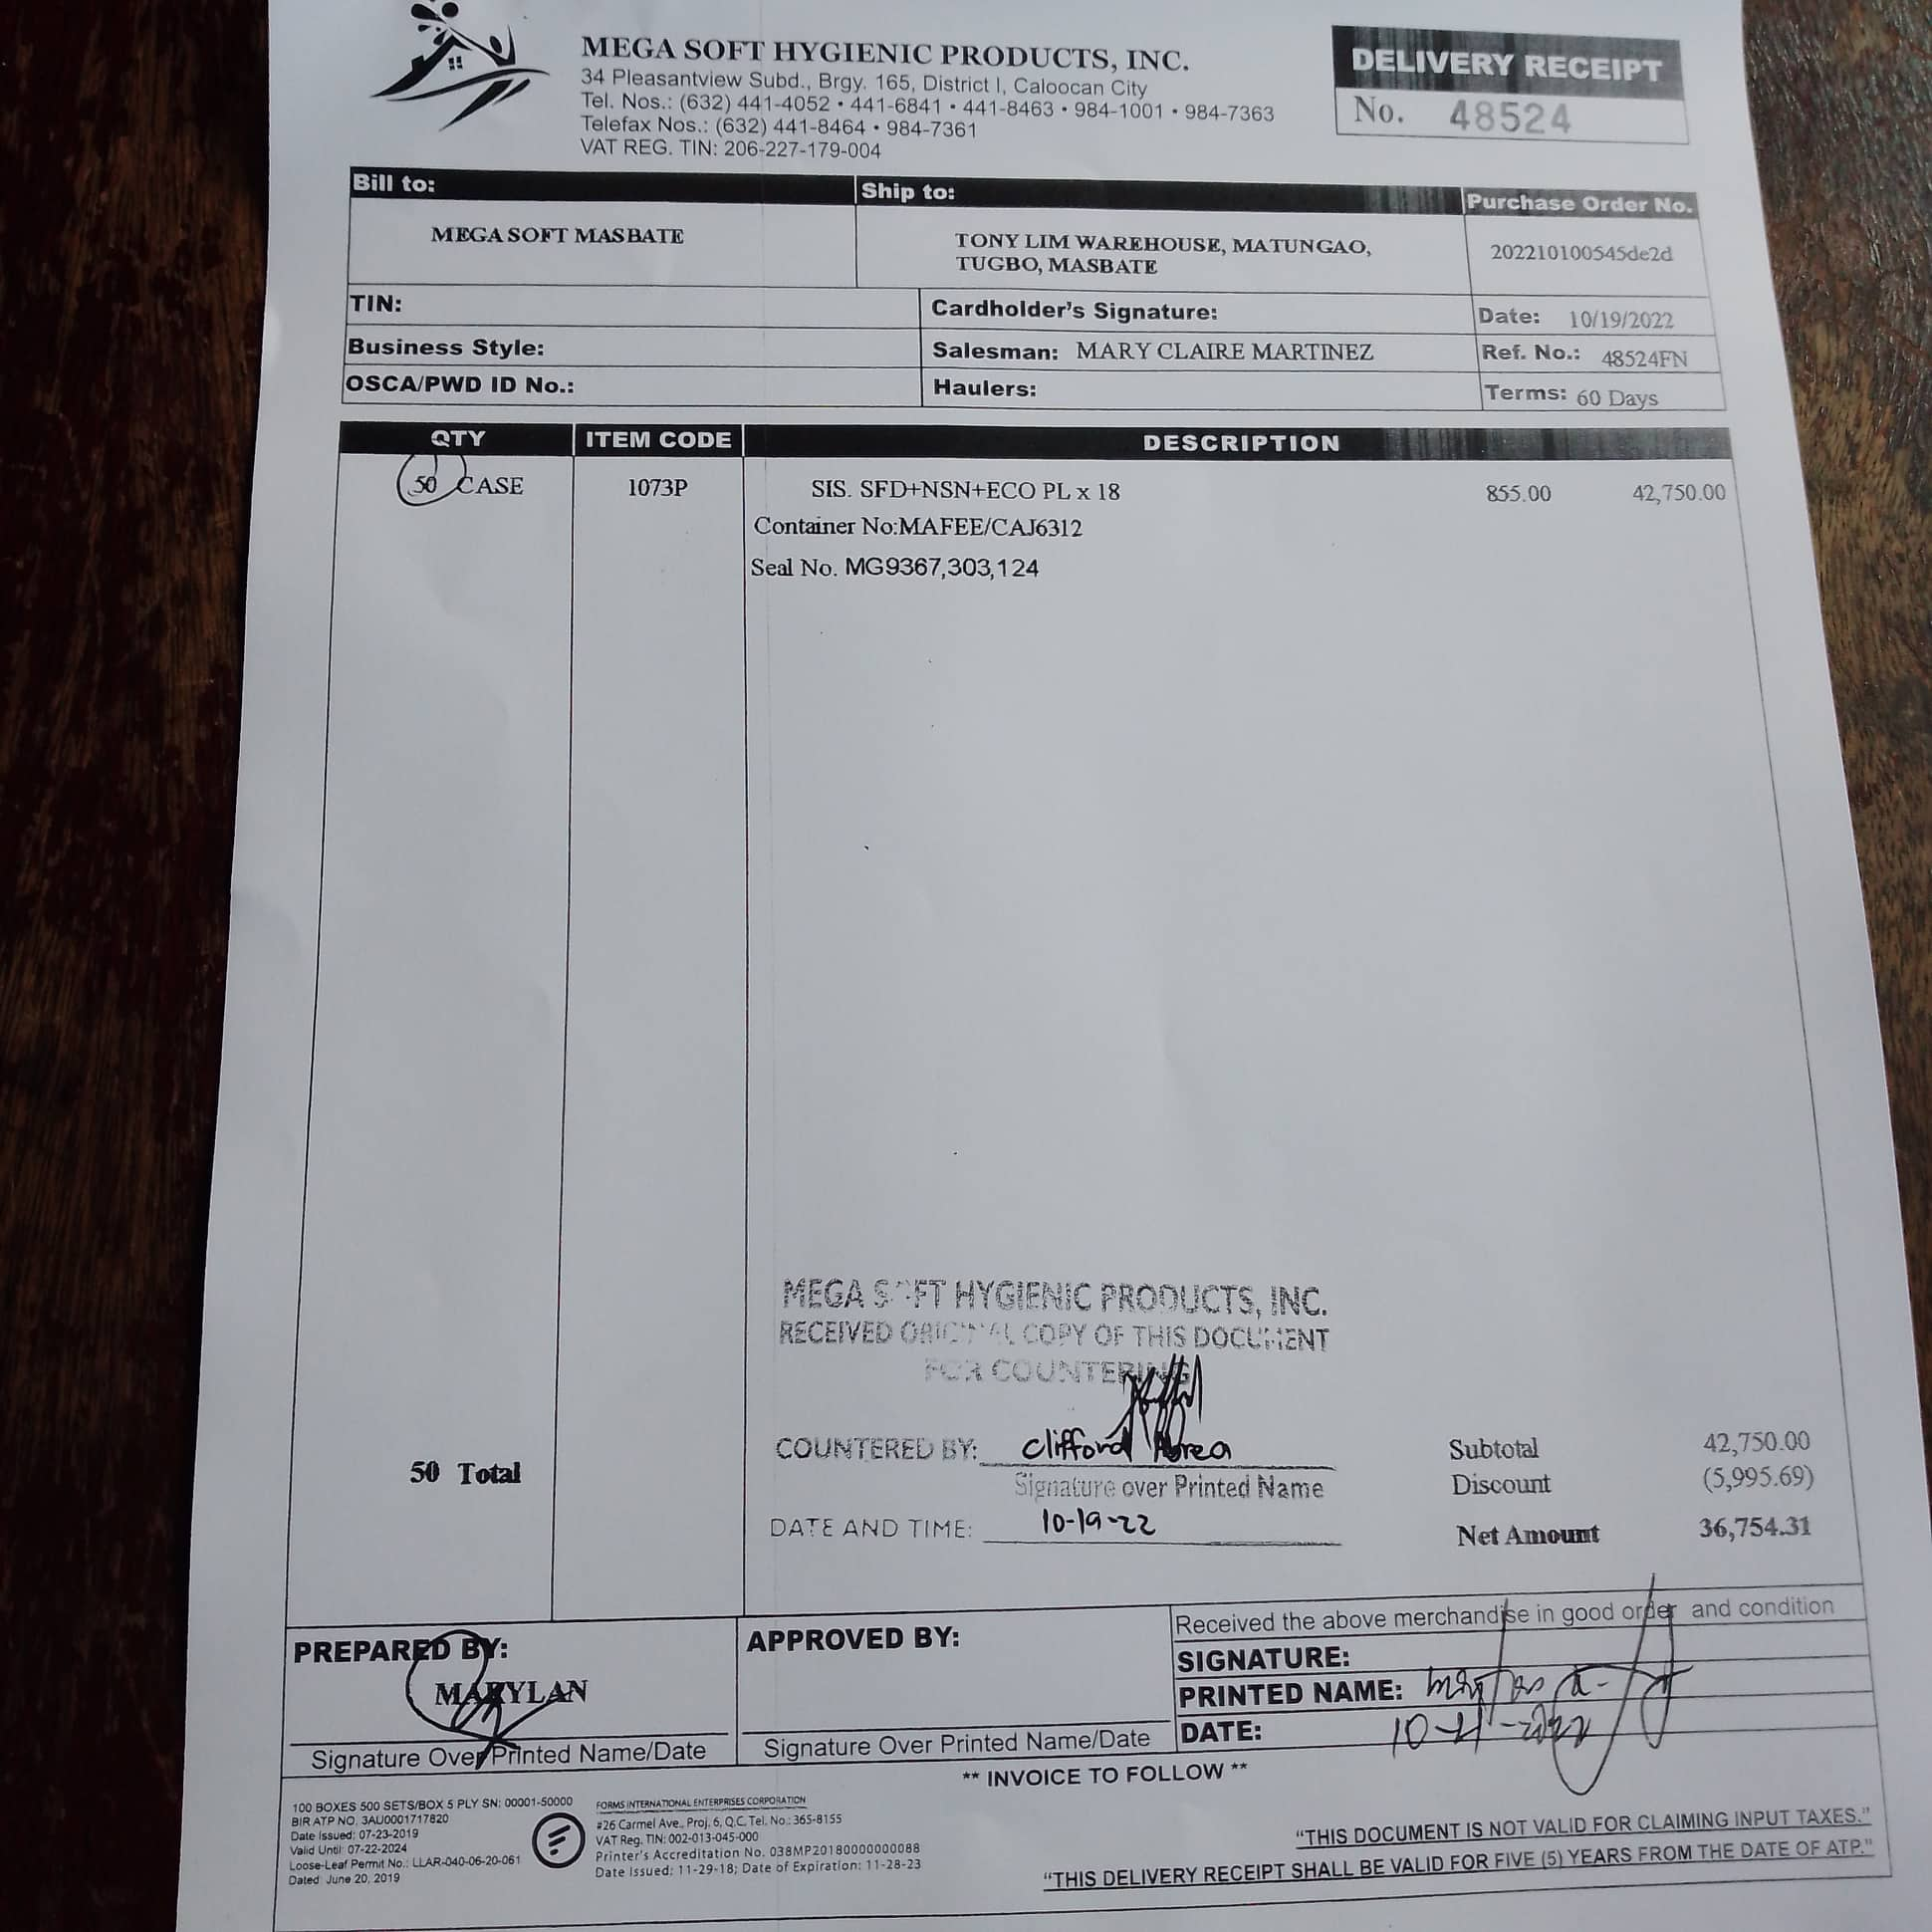 MEGA SOFT HYGIENIC PRODUCTS, INC.
34 Pleasantview Subd., Brgy. 165, District I, Caloocan City
Tel. Nos.: (632) 441-4052 • 441-6841 • 441-8463 • 984-1001 • 984-7363
Telefax Nos.: (632) 441-8464 • 984-7361
VAT REG. TIN: 206-227-179-004
DELIVERY RECEIPT
No. 48524
Bill to: Ship to: Purchase Order No.
MEGASOFT MASBATE
TONY LIM WAREHOUSE, MATUNGAO,
TUGBO, MASBATE
202210100545de2d
TIN: Cardholder's Signature: Date: 10/19/2022
Business Style: Salesman: MARY CLAIRE MARTINEZ Ref. No.: 48524FN
OSCA/PWD ID No.: Haulers: Terms: 60 Days
QTY ITEM CODE DESCRIPTION
50 CASE 1073P SIS. SFD+NSN+ECO PL x 18 855.00 42,750.00
Container No:MAFEE/CAJ6312
Seal No. MG9367,303,124
MEGA SOFT HYGIENIC PRODUCTS, INC.
RECEIVED ORIGINAL COPY OF THIS DOCUMENT
FOR COUNTERING
COUNTERED BY: Clifford
Signature over Printed Name
DATE AND TIME: 10-19-22
50 Total
Subtotal 42,750.00
Discount (5,995.69)
Net Amount 36,754.31
PREPARED BY:
MARYLAN
Signature Over Printed Name/Date
APPROVED BY:
Signature Over Printed Name/Date
Received the above merchandise in good order and condition
SIGNATURE:
PRINTED NAME:
DATE:
** INVOICE TO FOLLOW **
100 BOXES 500 SETS/BOX 5 PLY SN: 00001-50000
BIR ATP NO. 3AU0001717820
Date Issued: 07-23-2019
Valid Until: 07-22-2024
Loose-Leaf Permit No.: LLAR-040-06-20-061
Dated: June 20, 2019
FORMS INTERNATIONAL ENTERPRISES CORPORATION
#26 Carmel Ave., Proj. 6, Q.C. Tel. No.: 365-8155
VAT Reg. TIN: 002-013-045-000
Printer's Accreditation No. 038MP20180000000088
Date Issued: 11-29-18; Date of Expiration: 11-28-23
"THIS DOCUMENT IS NOT VALID FOR CLAIMING INPUT TAXES."
"THIS DELIVERY RECEIPT SHALL BE VALID FOR FIVE (5) YEARS FROM THE DATE OF ATP."